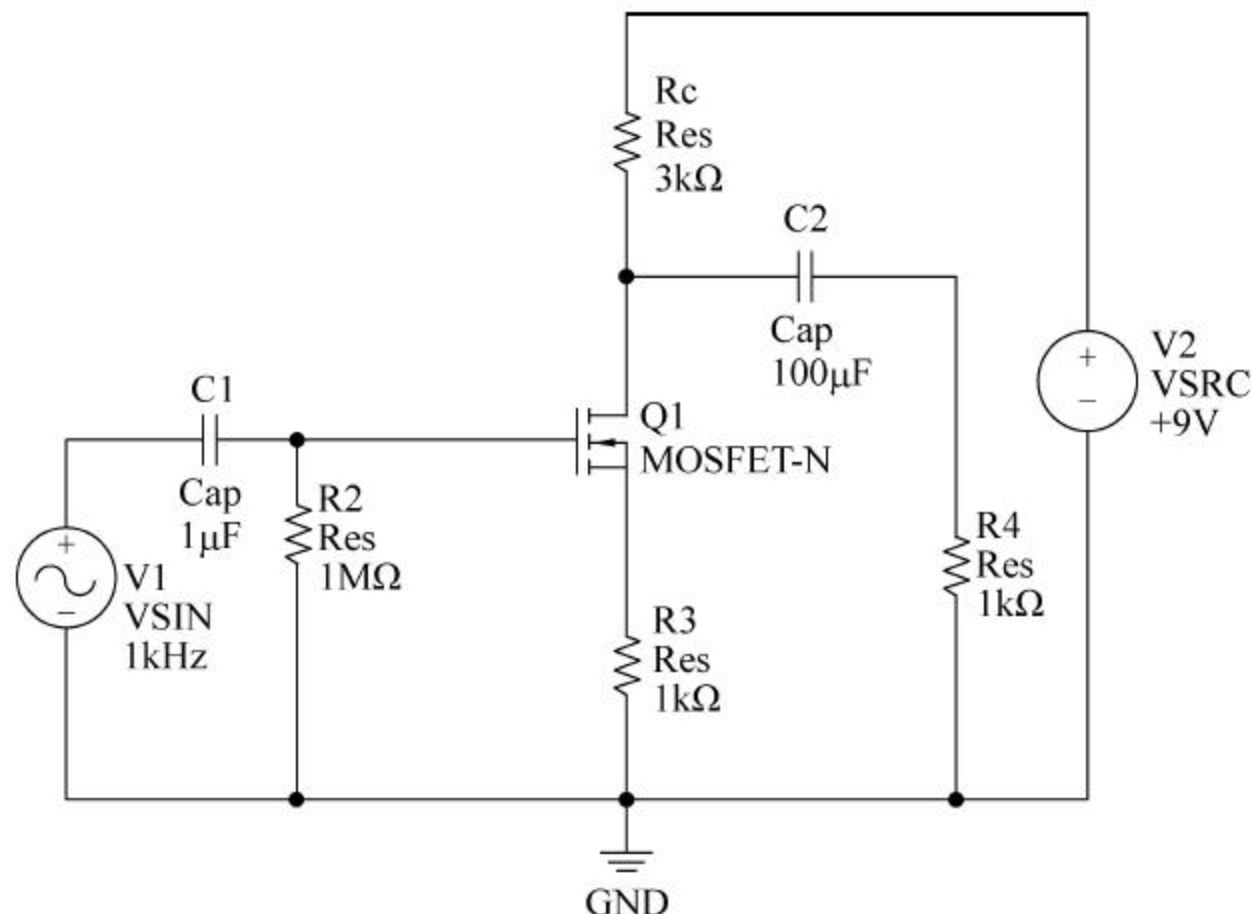 Rc
Res
3kΩ
C2
Cap
100μF
V2
VSRC
+9V
C1
Cap
1μF
Q1
MOSFET-N
R2
Res
1MΩ
V1
VSIN
1kHz
R4
Res
1kΩ
R3
Res
1kΩ
GND